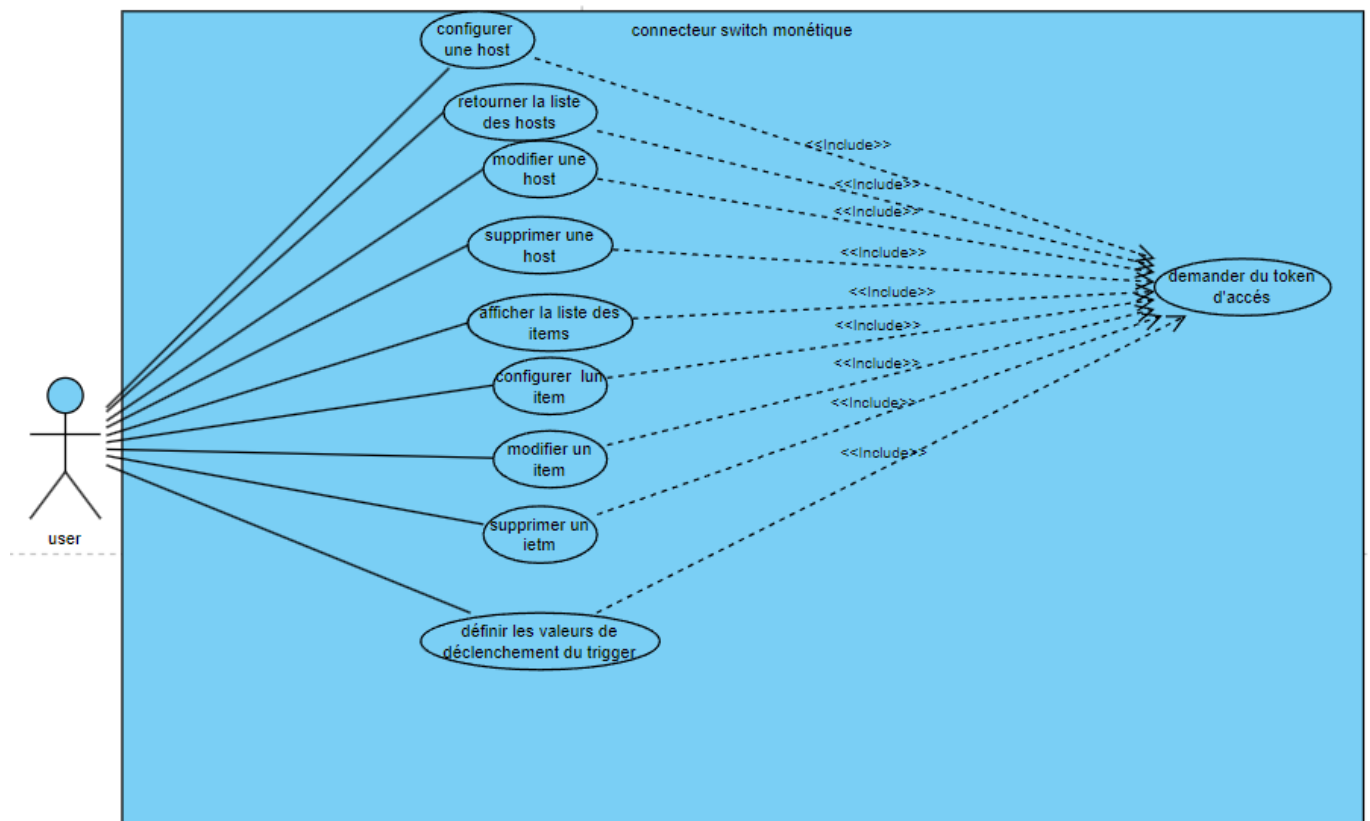 connecteur switch monétique
configurer
une host
retourner la liste
des hosts
modifier une
host
supprimer une
host
afficher la liste des
items
configurer lun
item
modifier un
item
supprimer un
ietm
définir les valeurs de
déclenchement du trigger
<<Include>>
<<Include>>
<<Include>>
<<Include>>
<<Include>>
<<Include>>
<<Include>>
<<Include>>
<<Include>>
demander du token
d'accés
user